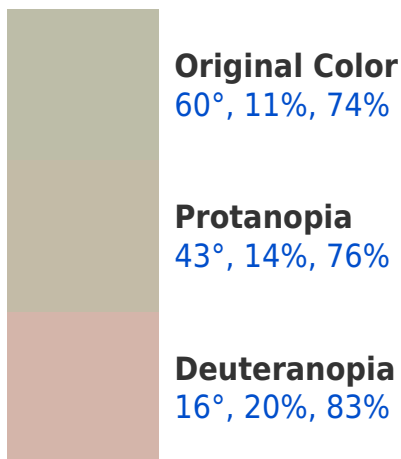 Original Color
60°, 11%, 74%
Protanopia
43°, 14%, 76%
Deuteranopia
16°, 20%, 83%